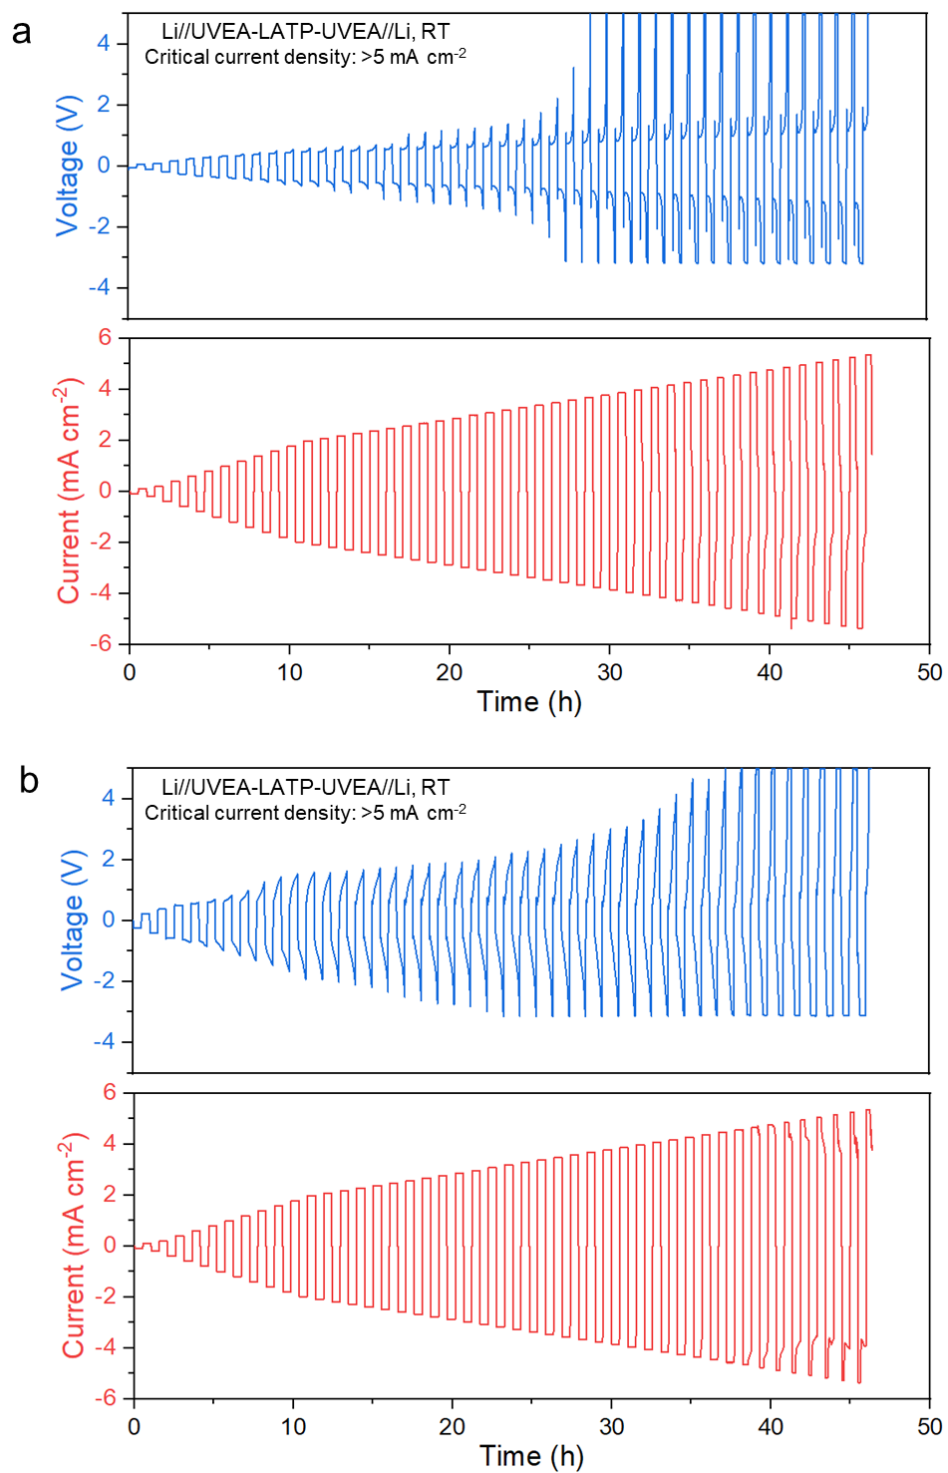 a
Li//UVEA-LATP-UVEA//Li, RT
Critical current density: >5 mA cm-2
Voltage (V)
4
2
0
-2
-4
Current (mA cm-2)
6
4
2
0
-2
-4
-6
0 10 20 30 40 50
Time (h)
b
Li//UVEA-LATP-UVEA//Li, RT
Critical current density: >5 mA cm-2
Voltage (V)
4
2
0
-2
-4
Current (mA cm-2)
6
4
2
0
-2
-4
-6
0 10 20 30 40 50
Time (h)